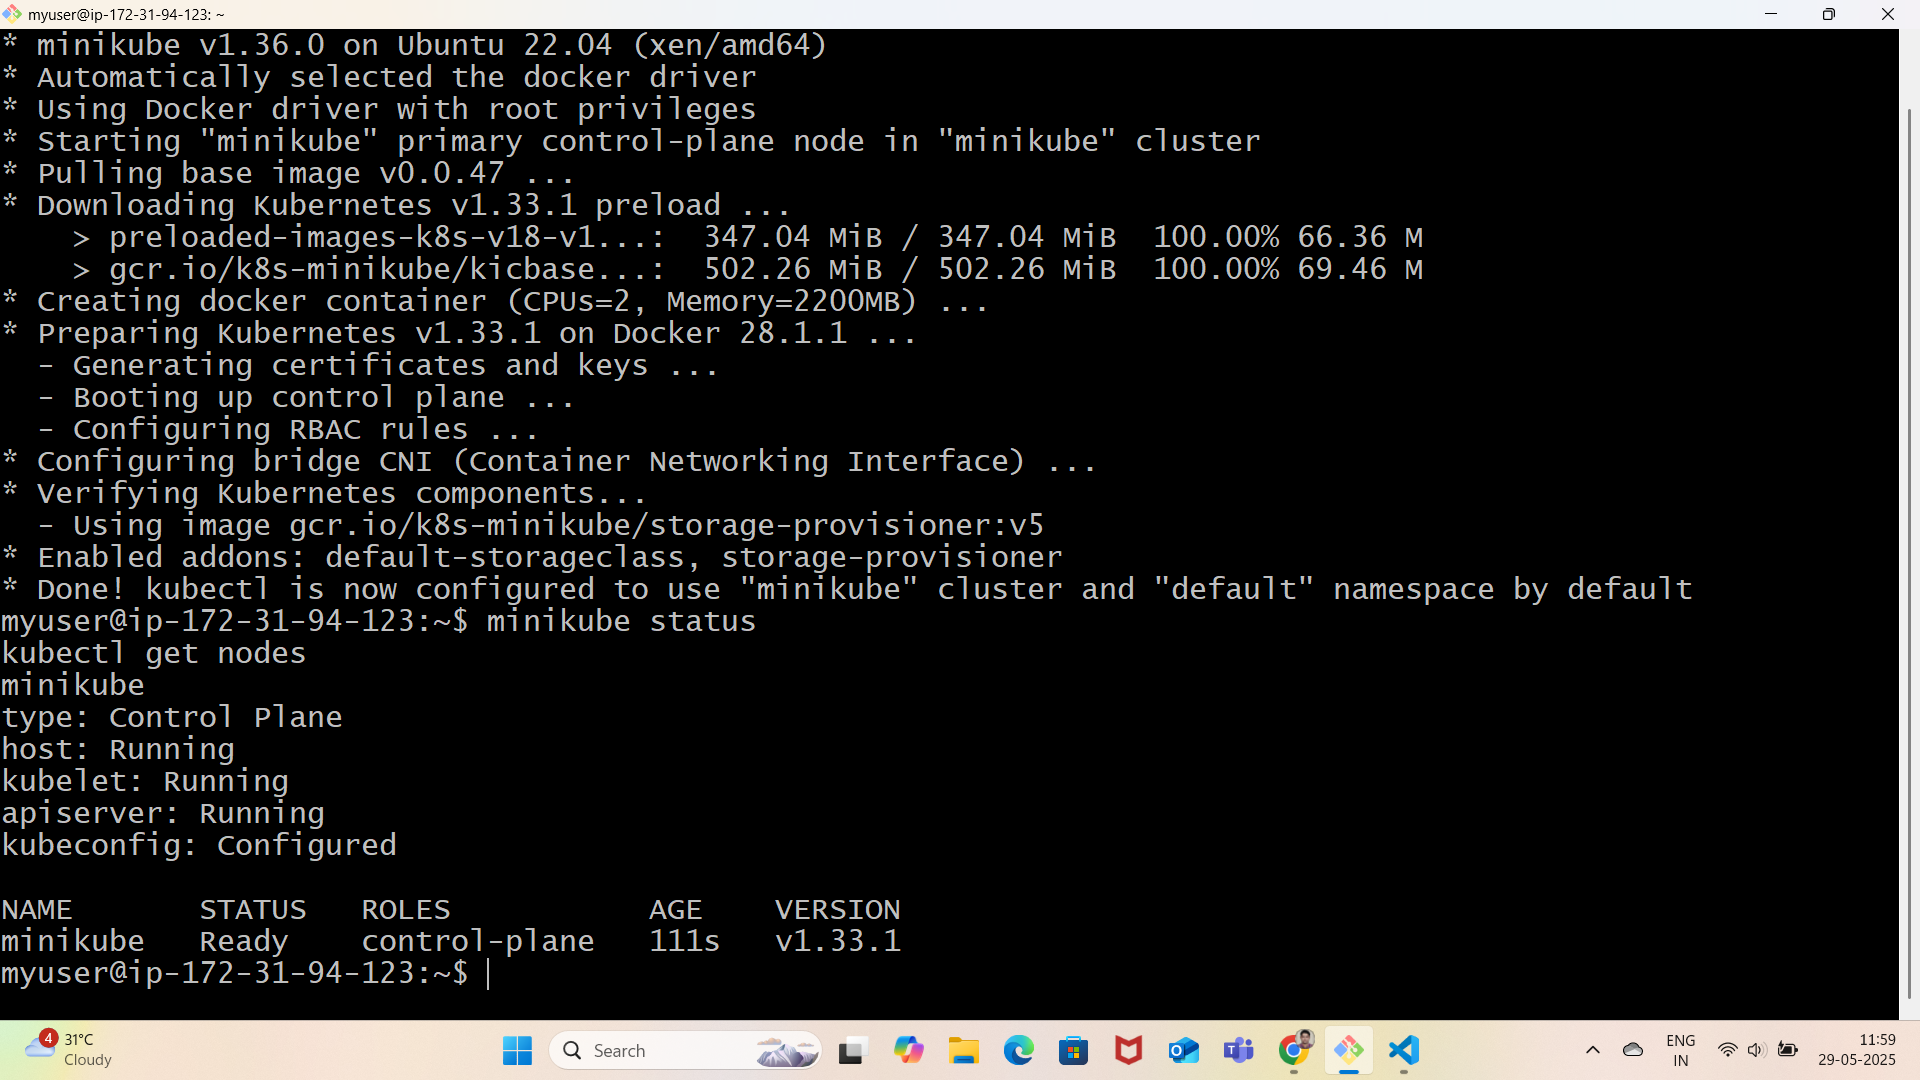 myuser@ip-172-31-94-123: ~
* minikube v1.36.0 on Ubuntu 22.04 (xen/amd64)
* Automatically selected the docker driver
* Using Docker driver with root privileges
* Starting "minikube" primary control-plane node in "minikube" cluster
* Pulling base image v0.0.47 ...
* Downloading Kubernetes v1.33.1 preload ...
    > preloaded-images-k8s-v18-v1...:  347.04 MiB / 347.04 MiB  100.00% 66.36 M
    > gcr.io/k8s-minikube/kicbase...:  502.26 MiB / 502.26 MiB  100.00% 69.46 M
* Creating docker container (CPUs=2, Memory=2200MB) ...
* Preparing Kubernetes v1.33.1 on Docker 28.1.1 ...
  - Generating certificates and keys ...
  - Booting up control plane ...
  - Configuring RBAC rules ...
* Configuring bridge CNI (Container Networking Interface) ...
* Verifying Kubernetes components...
  - Using image gcr.io/k8s-minikube/storage-provisioner:v5
* Enabled addons: default-storageclass, storage-provisioner
* Done! kubectl is now configured to use "minikube" cluster and "default" namespace by default
myuser@ip-172-31-94-123:~$ minikube status
kubectl get nodes
minikube
type: Control Plane
host: Running
kubelet: Running
apiserver: Running
kubeconfig: Configured
NAME       STATUS   ROLES           AGE    VERSION
minikube   Ready    control-plane   111s   v1.33.1
myuser@ip-172-31-94-123:~$
4
31°C
Cloudy
Search
ENG
IN
11:59
29-05-2025